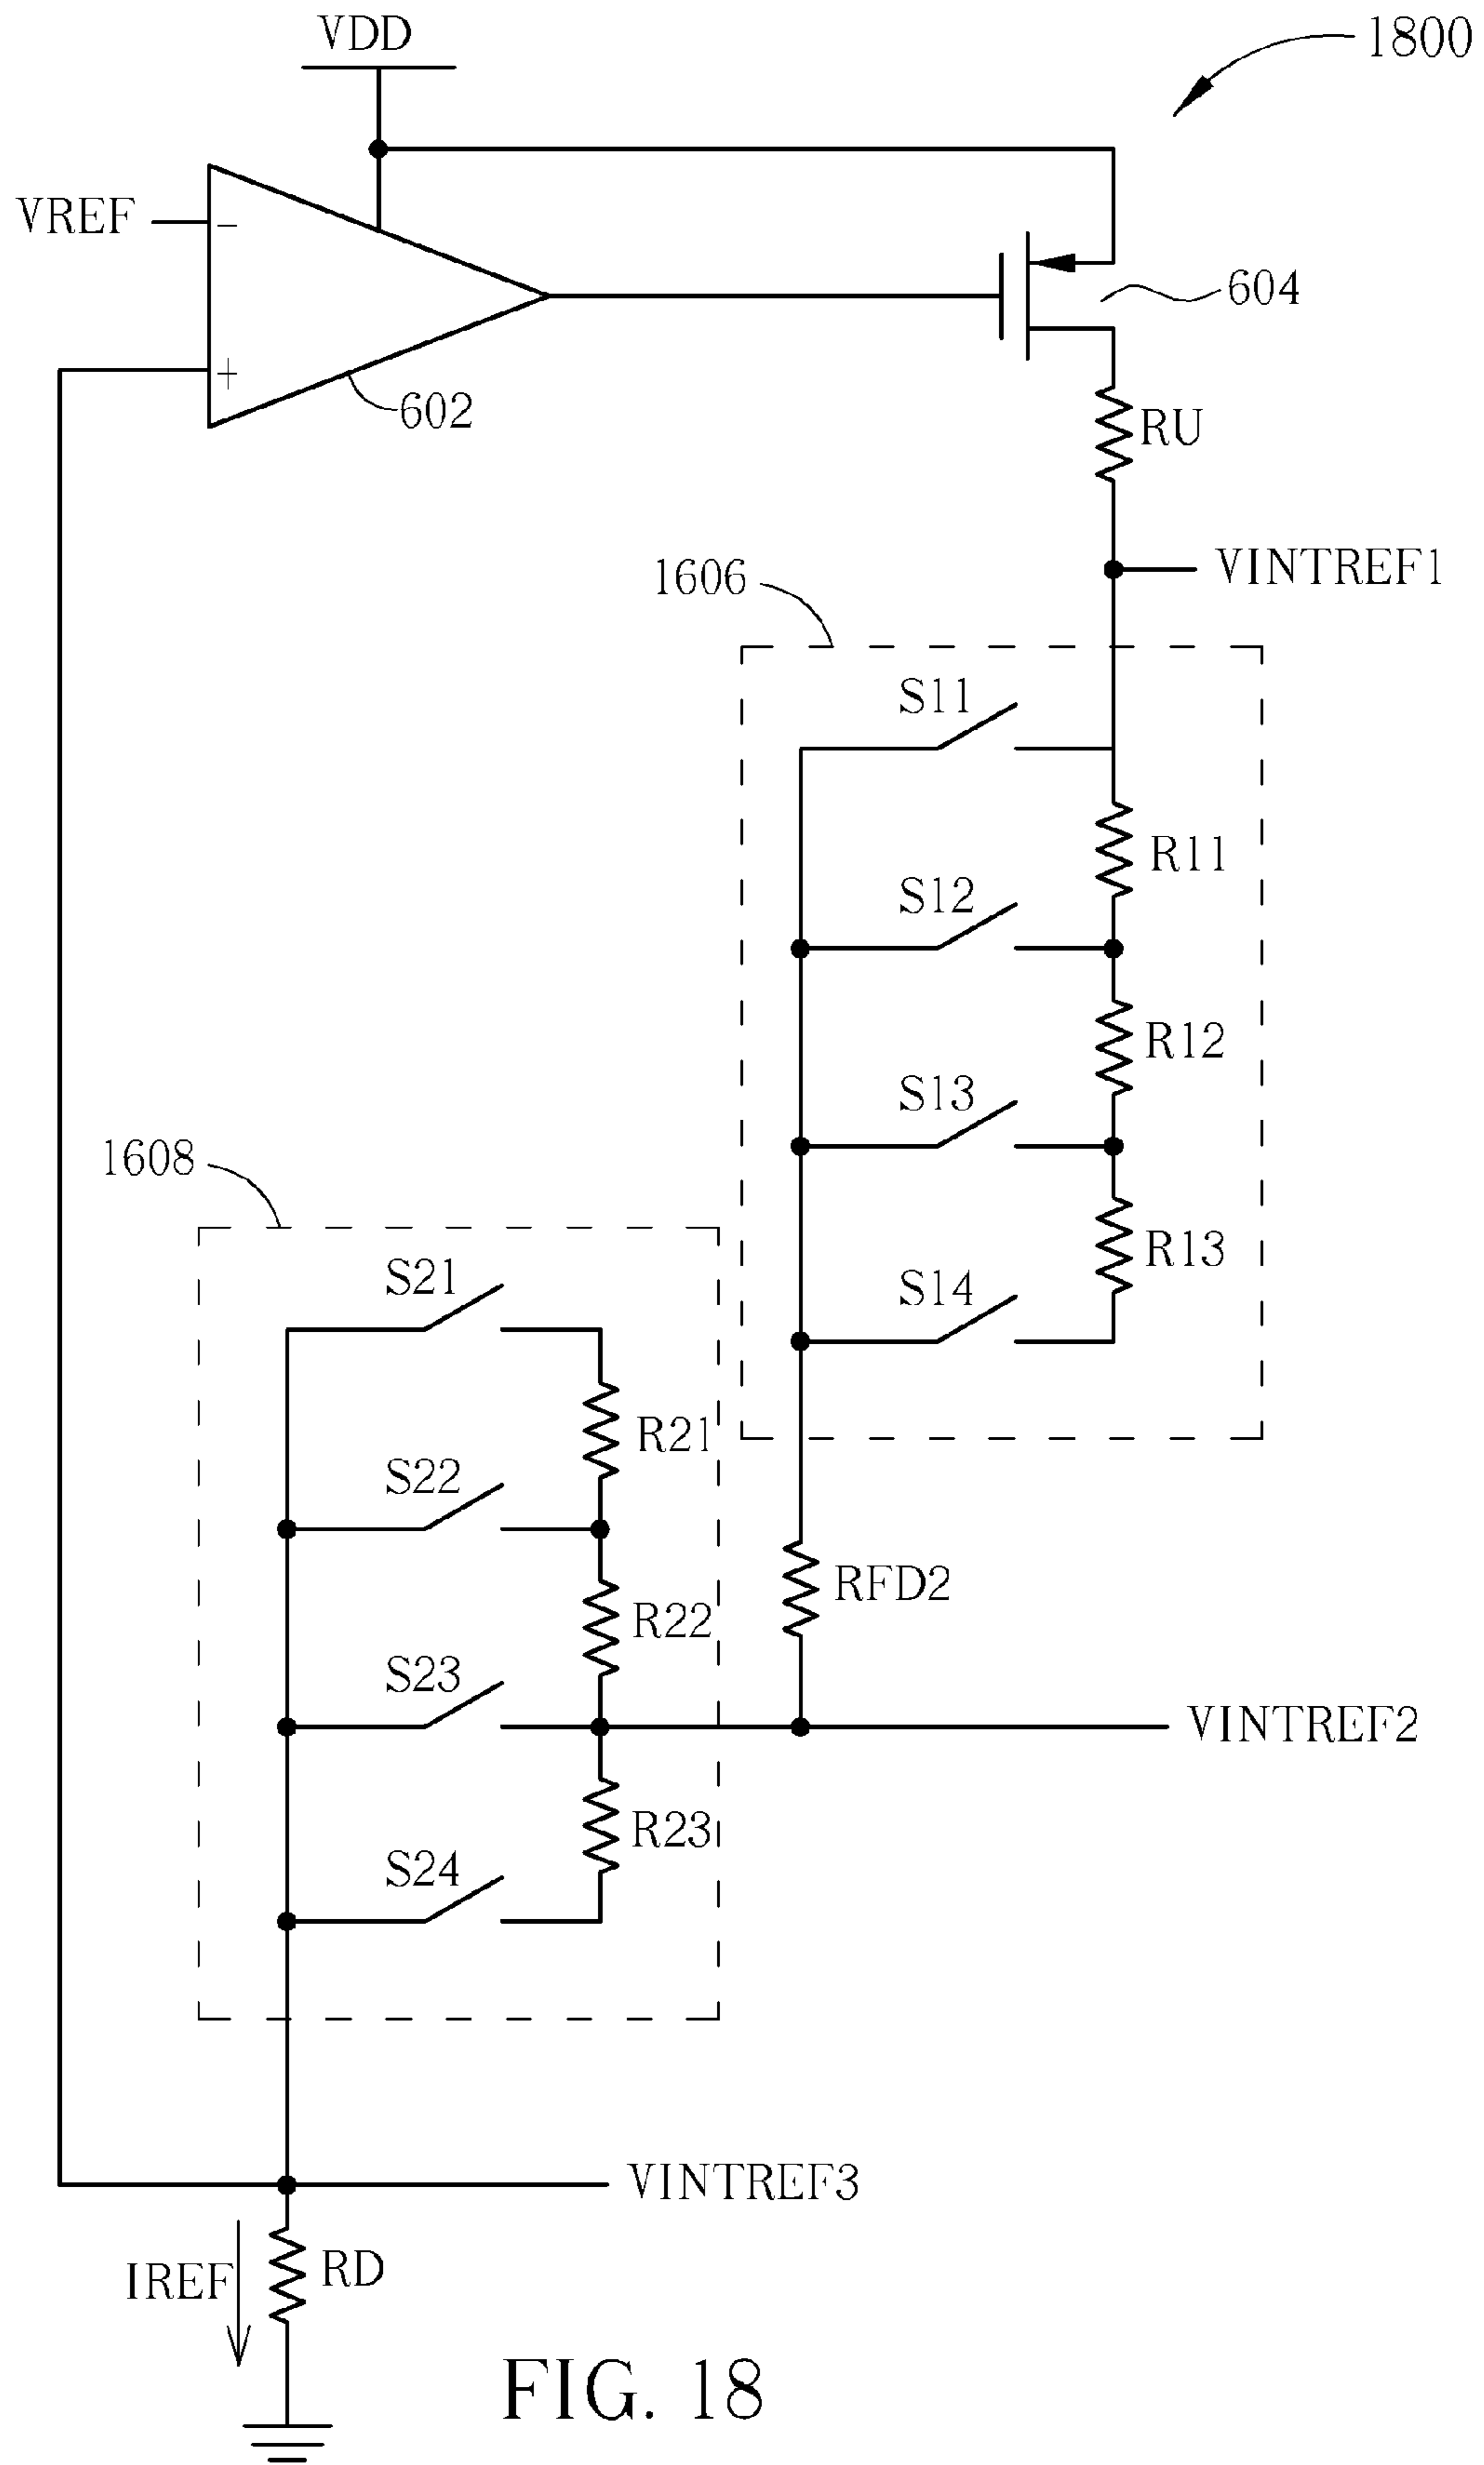 VDD
1800
VREF
−
604
+
602
RU
VINTREF1
1606
S11
R11
S12
R12
S13
1608
R13
S21
S14
R21
S22
RFD2
R22
S23
VINTREF2
R23
S24
VINTREF3
IREF
RD
FIG. 18